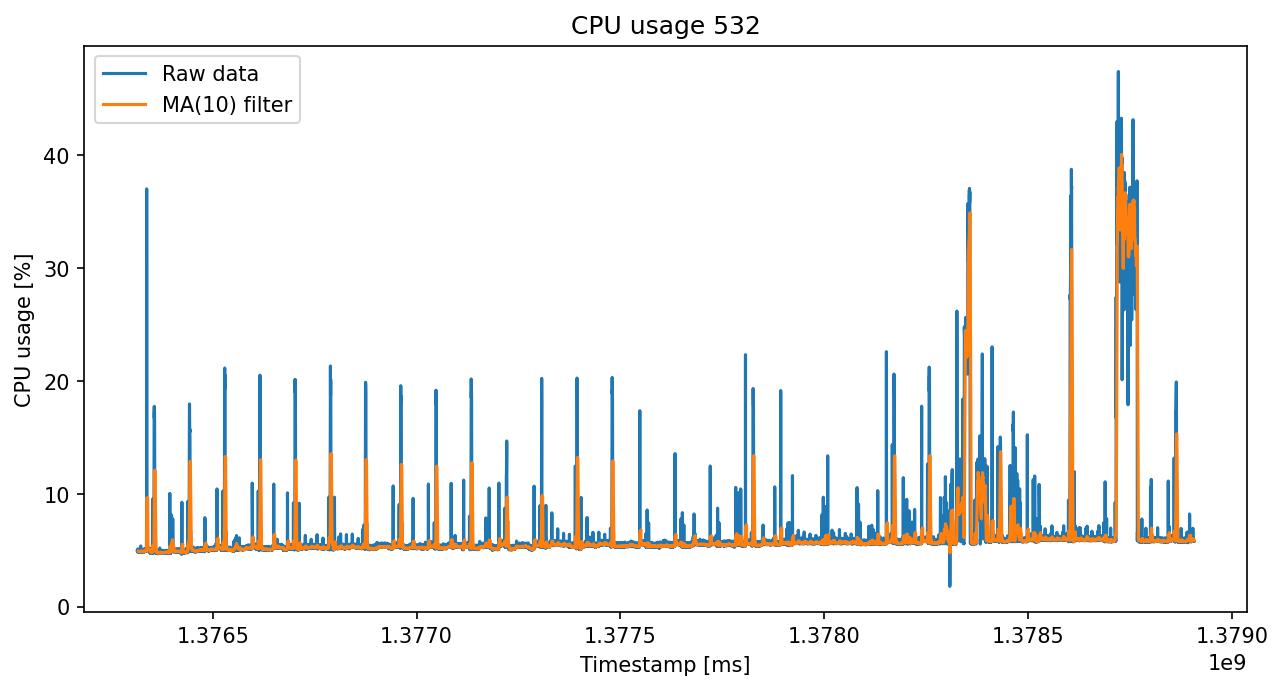 CPU usage 532
Raw data
MA(10) filter
CPU usage [%]
40
30
20
10
0
1.3765
1.3770
1.3775
1.3780
1.3785
1.3790
1e9
Timestamp [ms]